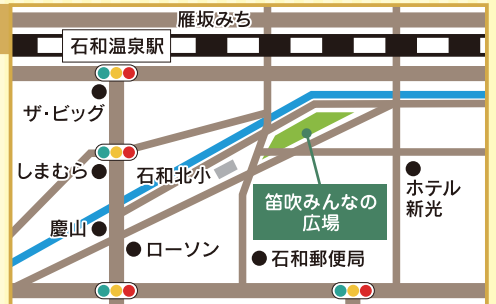 雁坂みち
石和温泉駅
ザ・ビッグ
しまむら
石和北小
慶山
ローソン
笛吹みんなの
広場
ホテル
新光
石和郵便局